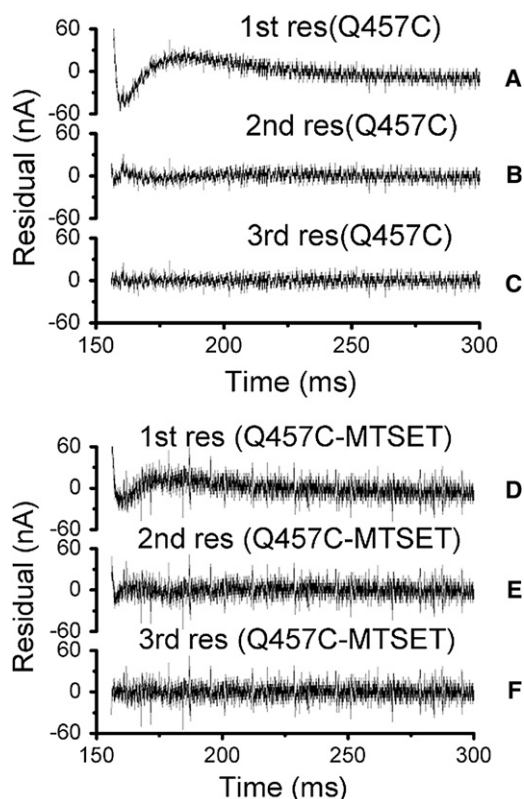 1st res(Q457C)
60
0
-60
A
2nd res(Q457C)
60
0
-60
B
3rd res(Q457C)
60
0
-60
C
Residual (nA)
150 200 250 300
Time (ms)
1st res (Q457C-MTSET)
60
0
-60
D
2nd res (Q457C-MTSET)
60
0
-60
E
3rd res (Q457C-MTSET)
60
0
-60
F
Residual (nA)
150 200 250 300
Time (ms)